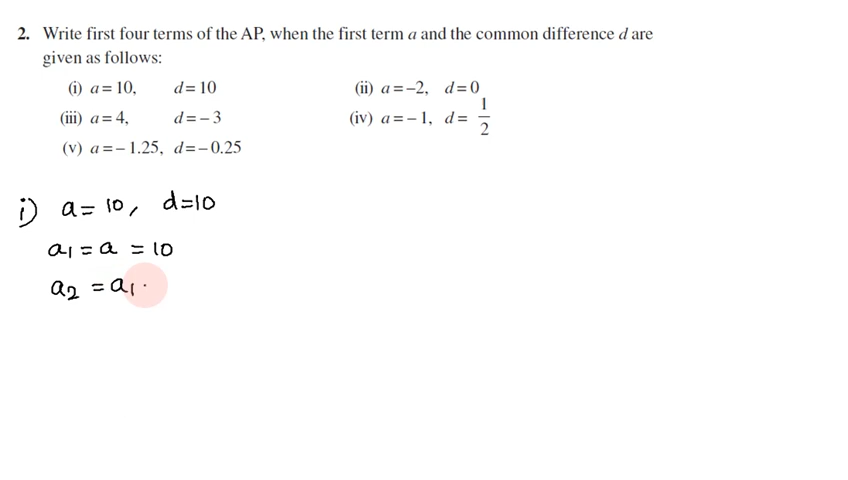 2. Write first four terms of the AP, when the first term a and the common difference d are
given as follows:
(i) a = 10, d = 10 (ii) a = –2, d = 0
(iii) a = 4, d = – 3 (iv) a = – 1, d = 1/2
(v) a = – 1.25, d = – 0.25
i) a = 10, d = 10
a1 = a = 10
a2 = a1 .